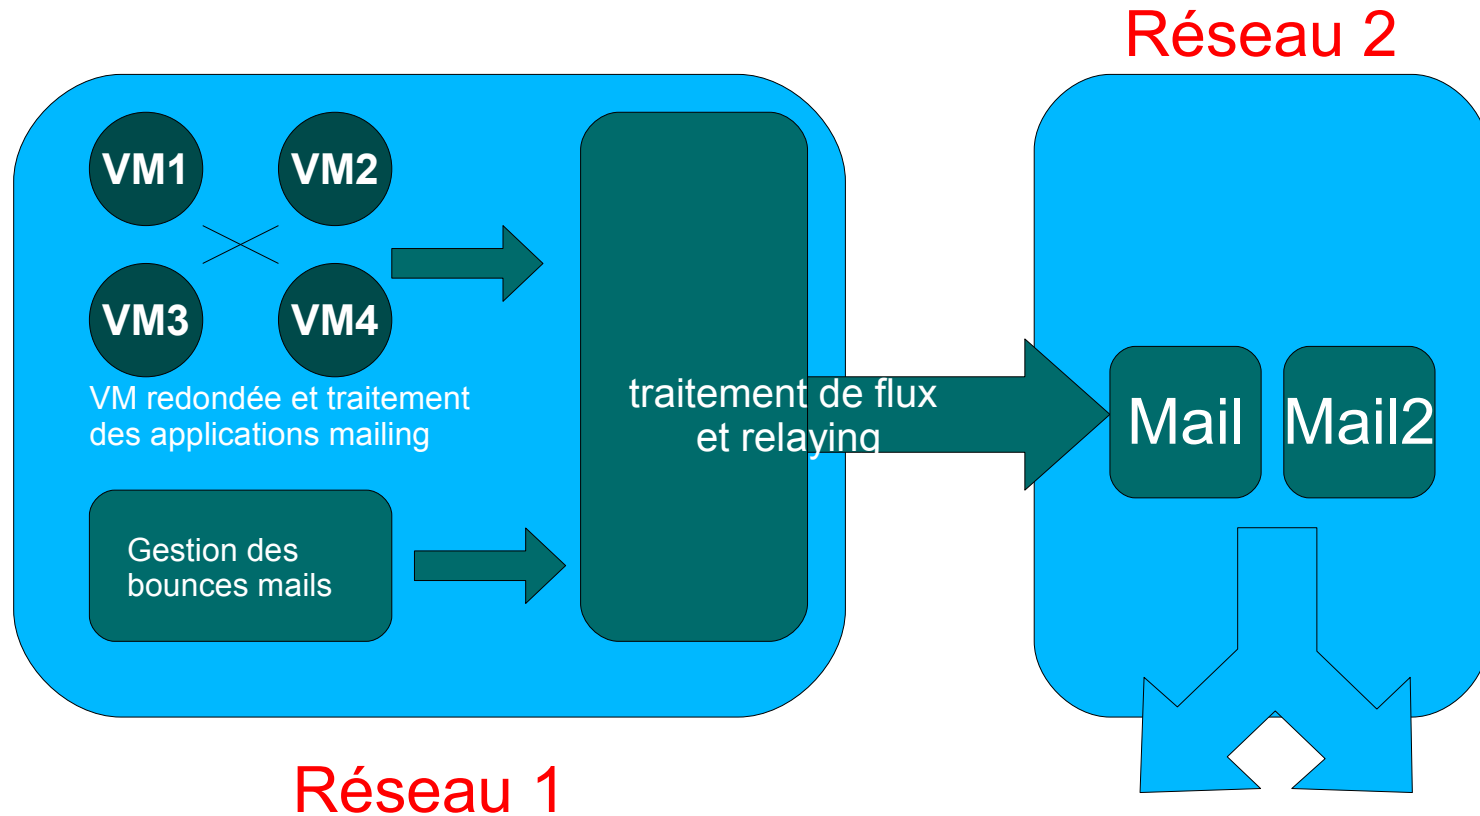 Réseau 2
VM1
VM2
VM3
VM4
VM redondée et traitement
des applications mailing
Gestion des
bounces mails
traitement de flux
et relaying
Mail
Mail2
Réseau 1